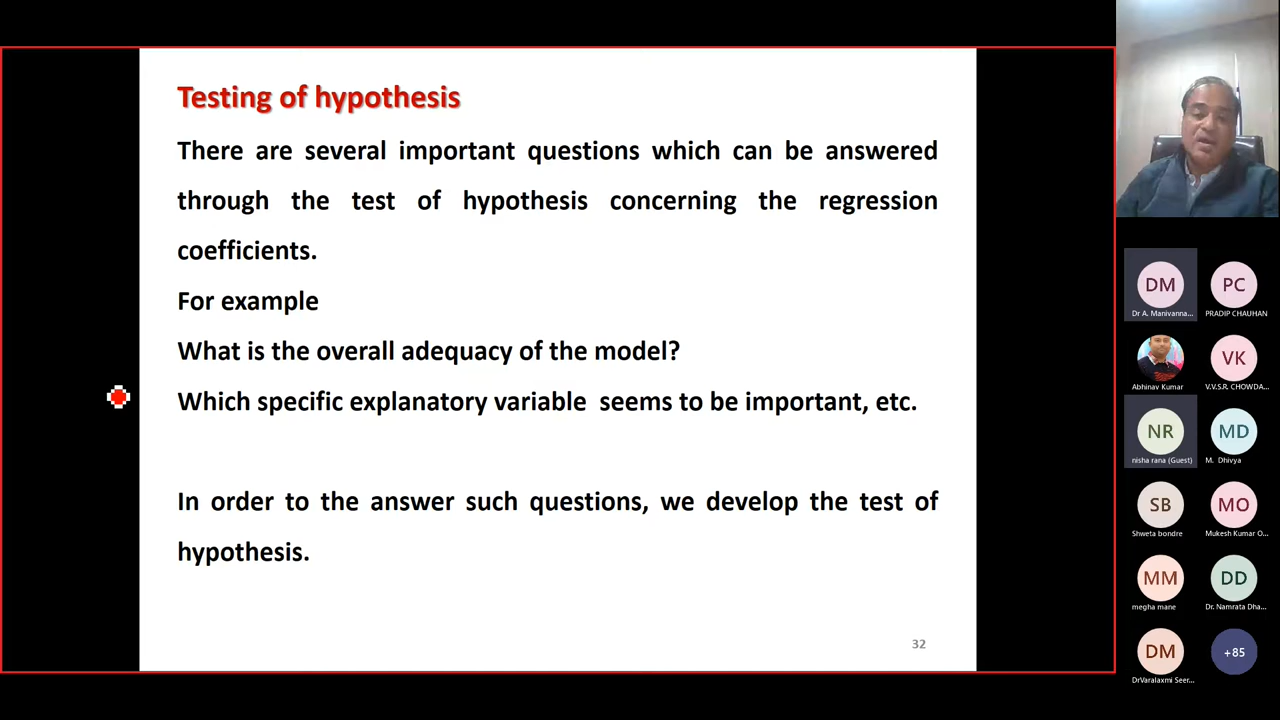 Testing of hypothesis
There are several important questions which can be answered
through the test of hypothesis concerning the regression
coefficients.
For example
What is the overall adequacy of the model?
Which specific explanatory variable seems to be important, etc.
In order to the answer such questions, we develop the test of
hypothesis.
32
DM
PC
Dr A. Manivanna...
PRADIP CHAUHAN
VK
Abhinav Kumar
V.V.S.R. CHOWDA...
NR
MD
nisha rana (Guest)
M. Dhivya
SB
MO
Shweta bondre
Mukesh Kumar O...
MM
DD
megha mane
Dr. Namrata Dha...
DM
+85
DrVaralaxmi Seer...